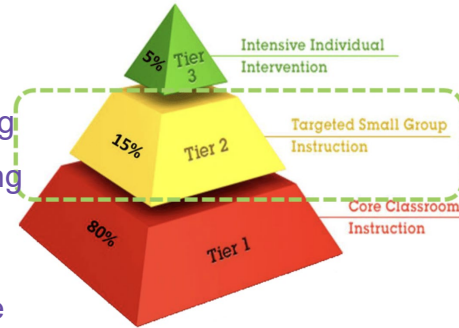 5%
Tier
3
Intensive Individual
Intervention
15%
Tier 2
Targeted Small Group
Instruction
80%
Tier 1
Core Classroom
Instruction